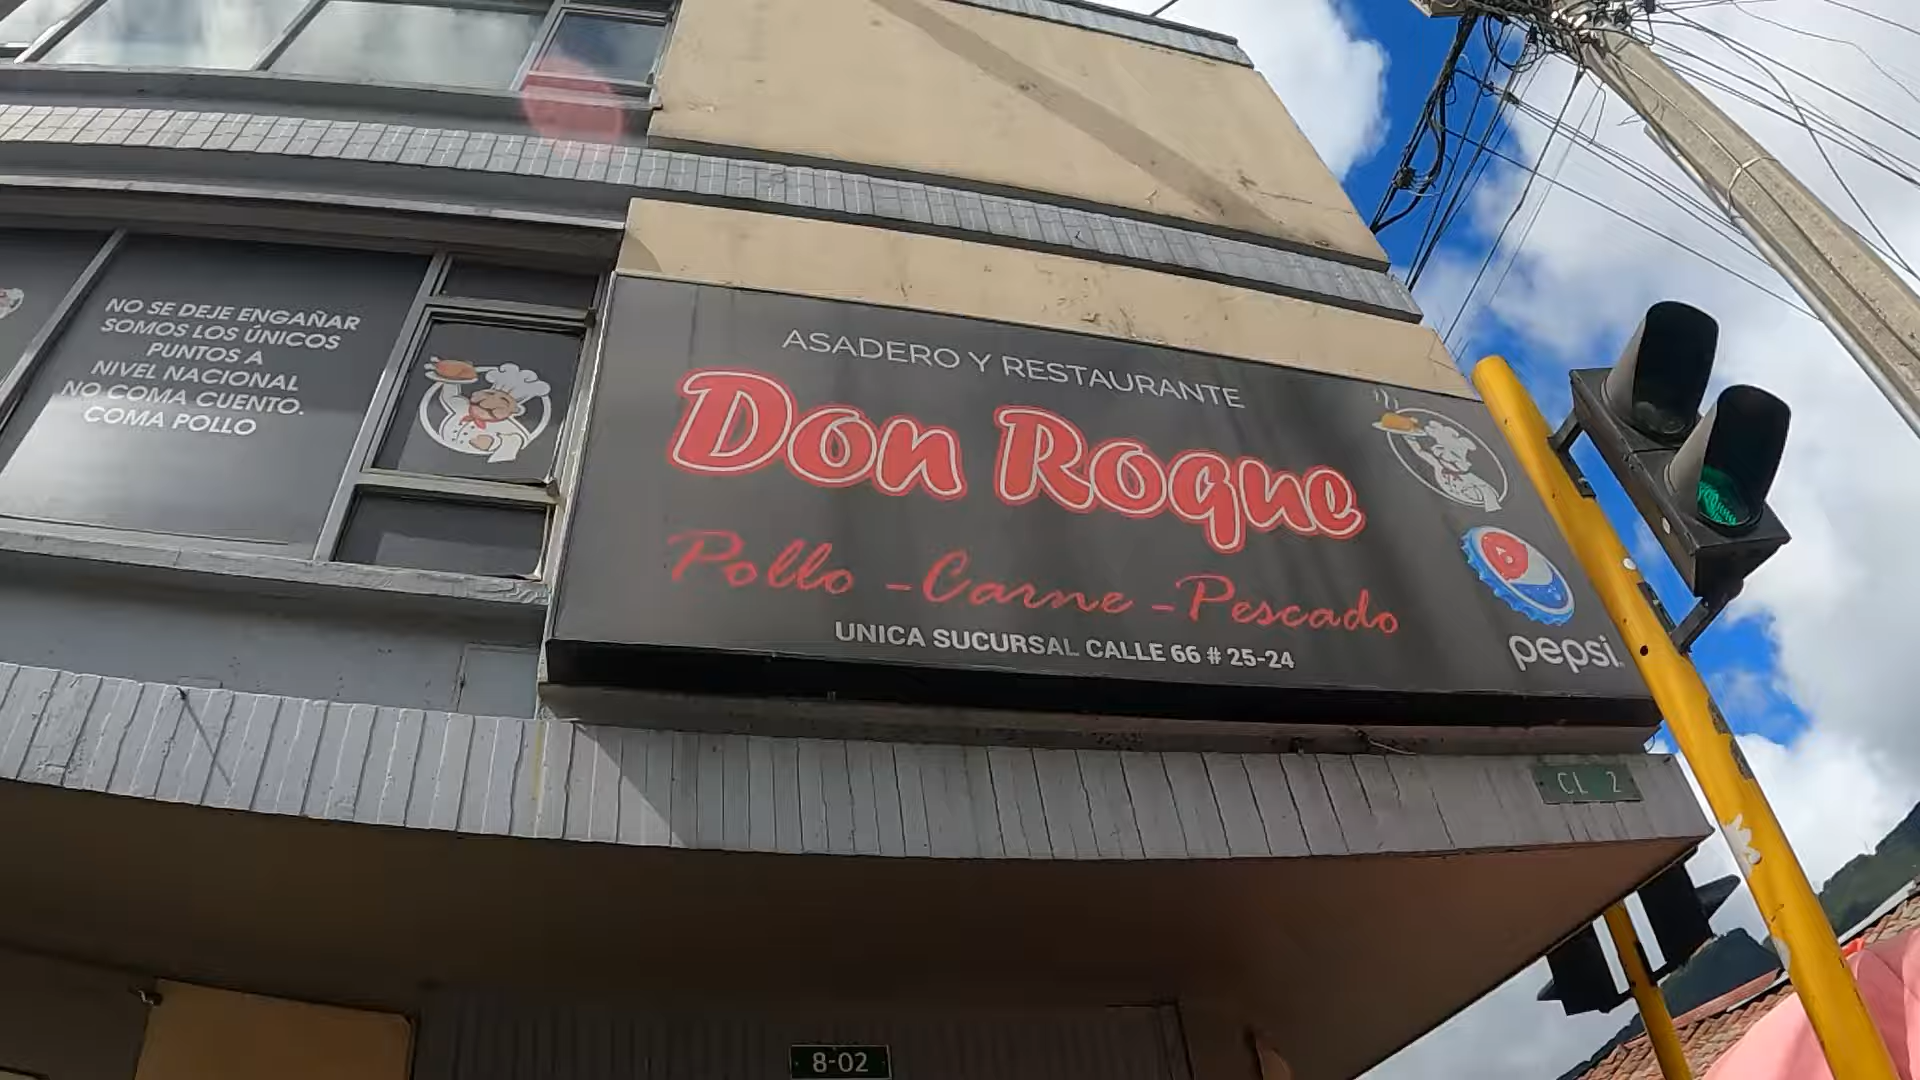 NO SE DEJE ENGAÑAR
SOMOS LOS ÚNICOS
PUNTOS A
NIVEL NACIONAL
NO COMA CUENTO.
COMA POLLO
ASADERO Y RESTAURANTE
Don Roque
Pollo - Carne - Pescado
UNICA SUCURSAL CALLE 66 # 25-24
pepsi
CL 2
8-02